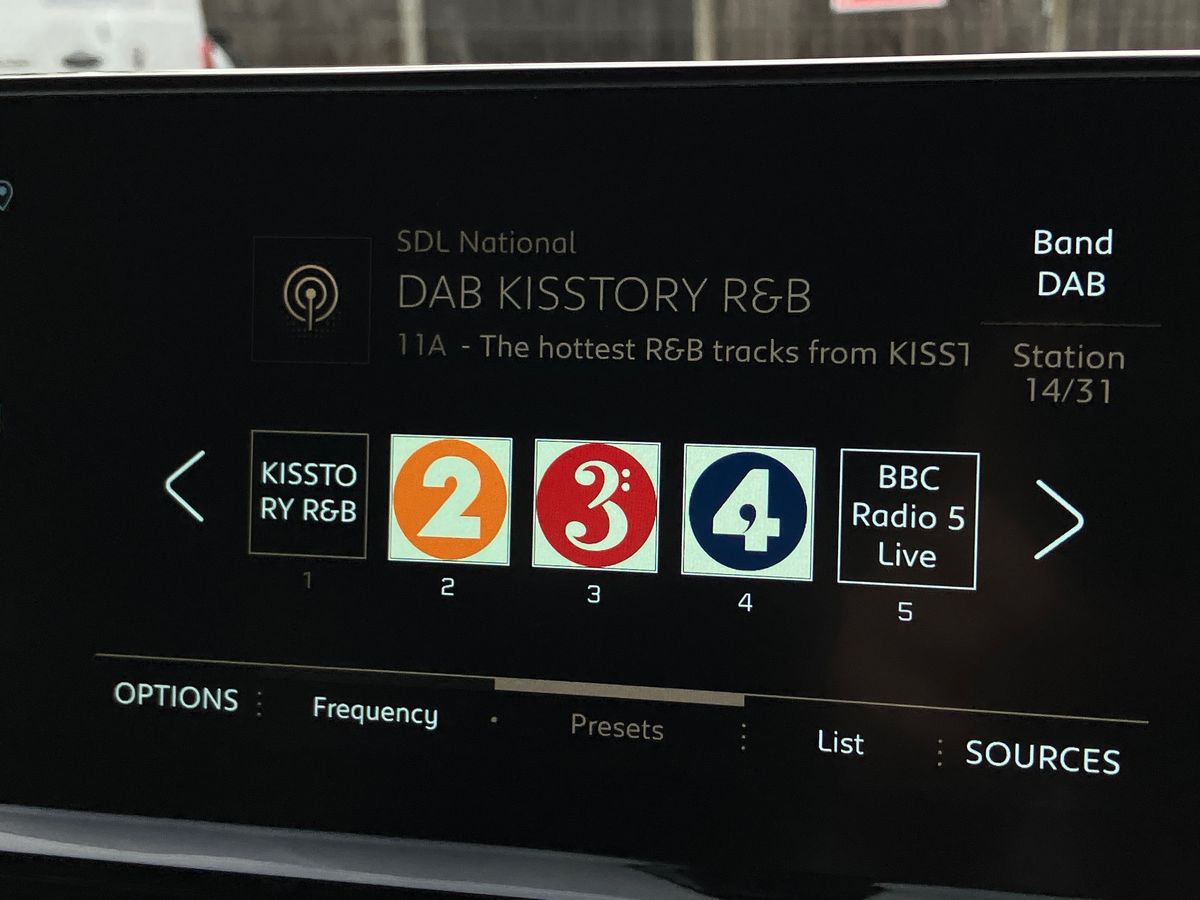 SDL National
DAB KISSTORY R&B
11A - The hottest R&B tracks from KISST
Band
DAB
Station
14/31
KISSTO
RY R&B
1
2
2
3
3
4
4
BBC
Radio 5
Live
5
OPTIONS
Frequency
Presets
List
SOURCES